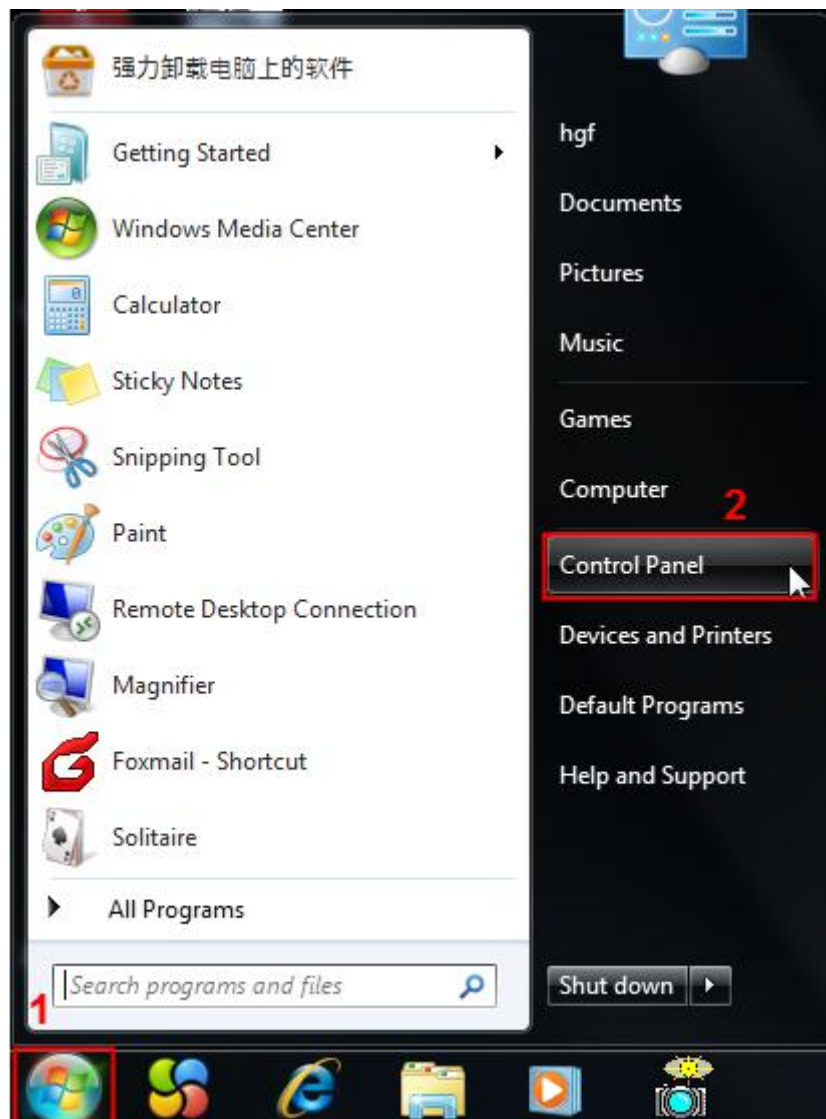 强力卸载电脑上的软件
Getting Started
Windows Media Center
Calculator
Sticky Notes
Snipping Tool
Paint
Remote Desktop Connection
Magnifier
Foxmail - Shortcut
Solitaire
All Programs
Search programs and files
1
hgf
Documents
Pictures
Music
Games
Computer
2
Control Panel
Devices and Printers
Default Programs
Help and Support
Shut down